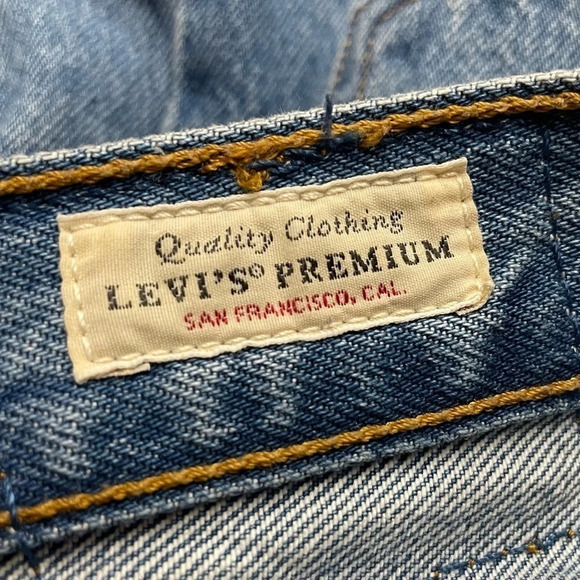 Quality Clothing
LEVI'S® PREMIUM
SAN FRANCISCO, CAL.